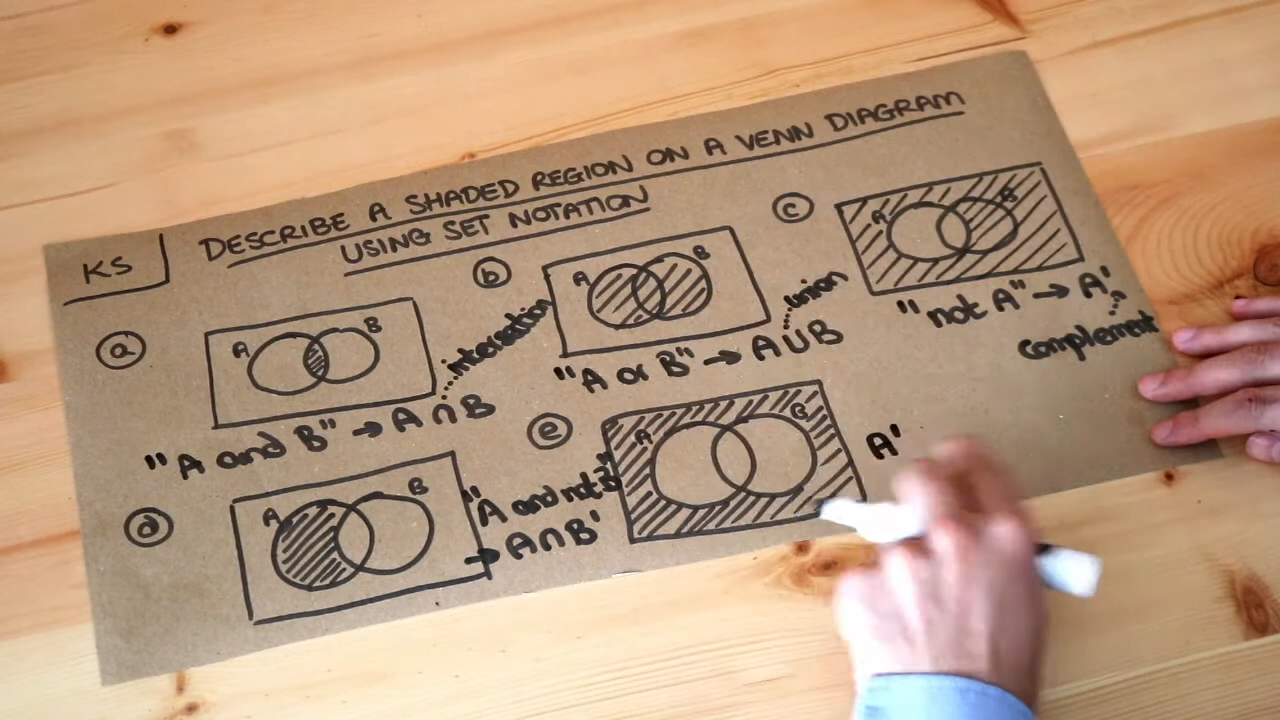 KS
DESCRIBE A SHADED REGION ON A VENN DIAGRAM
USING SET NOTATION
a
A B
"A and B" → A ∩ B
intersection
b
A B
"A or B" → A ∪ B
union
c
A B
"not A" → A'
complement
d
A B
"A and not B"
→ A ∩ B'
e
A B
A'